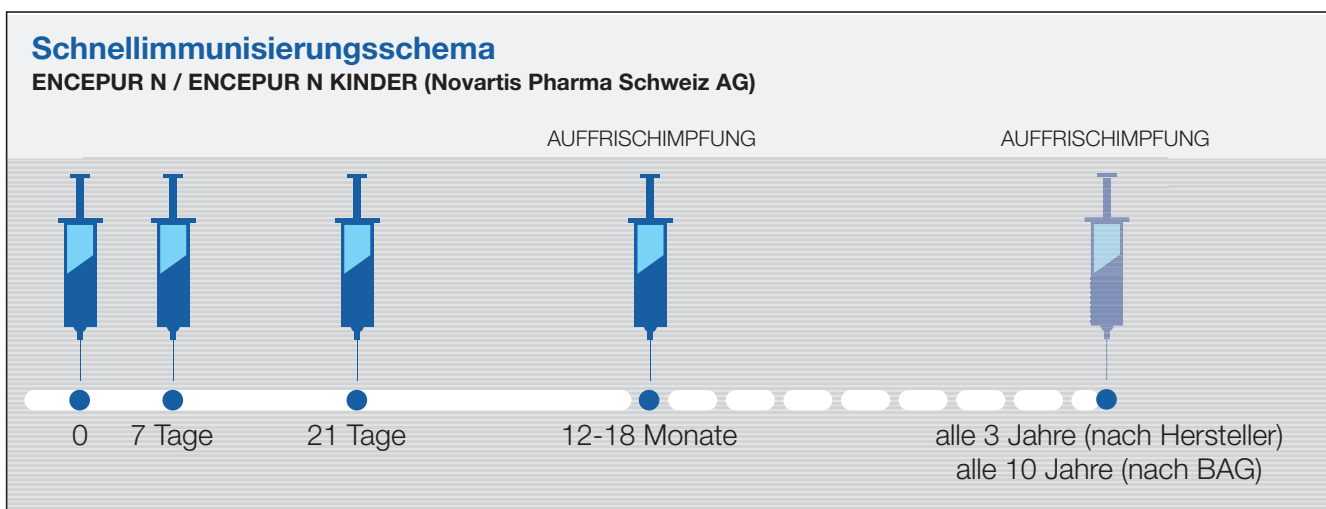 Schnellimmunisierungsschema
ENCEPUR N / ENCEPUR N KINDER (Novartis Pharma Schweiz AG)
AUFFRISCHIMPFUNG AUFFRISCHIMPFUNG
0 7 Tage 21 Tage 12-18 Monate alle 3 Jahre (nach Hersteller)
alle 10 Jahre (nach BAG)